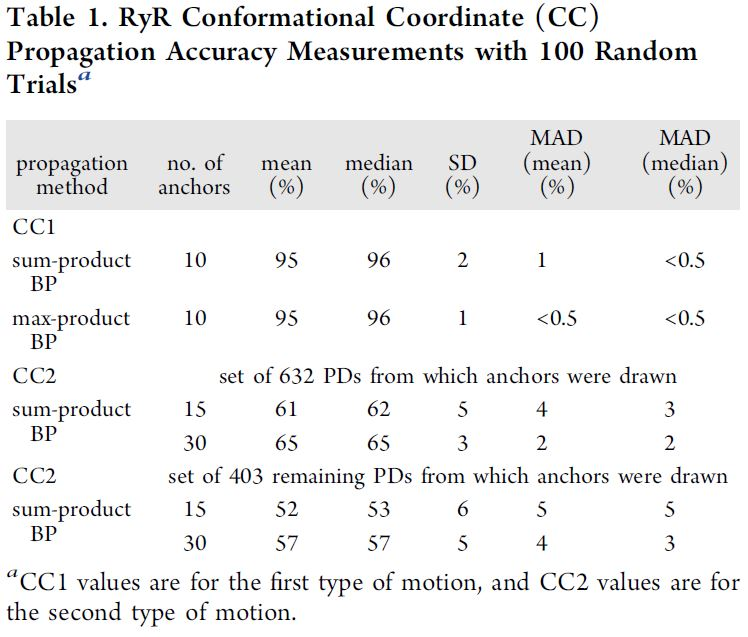 Table 1. RyR Conformational Coordinate (CC)
Propagation Accuracy Measurements with 100 Random
Trialsa
propagation method no. of anchors mean (%) median (%) SD (%) MAD (mean) (%) MAD (median) (%)
CC1
sum-product BP 10 95 96 2 1 <0.5
max-product BP 10 95 96 1 <0.5 <0.5
CC2 set of 632 PDs from which anchors were drawn
sum-product BP 15 61 62 5 4 3
30 65 65 3 2 2
CC2 set of 403 remaining PDs from which anchors were drawn
sum-product BP 15 52 53 6 5 5
30 57 57 5 4 3
aCC1 values are for the first type of motion, and CC2 values are for
the second type of motion.